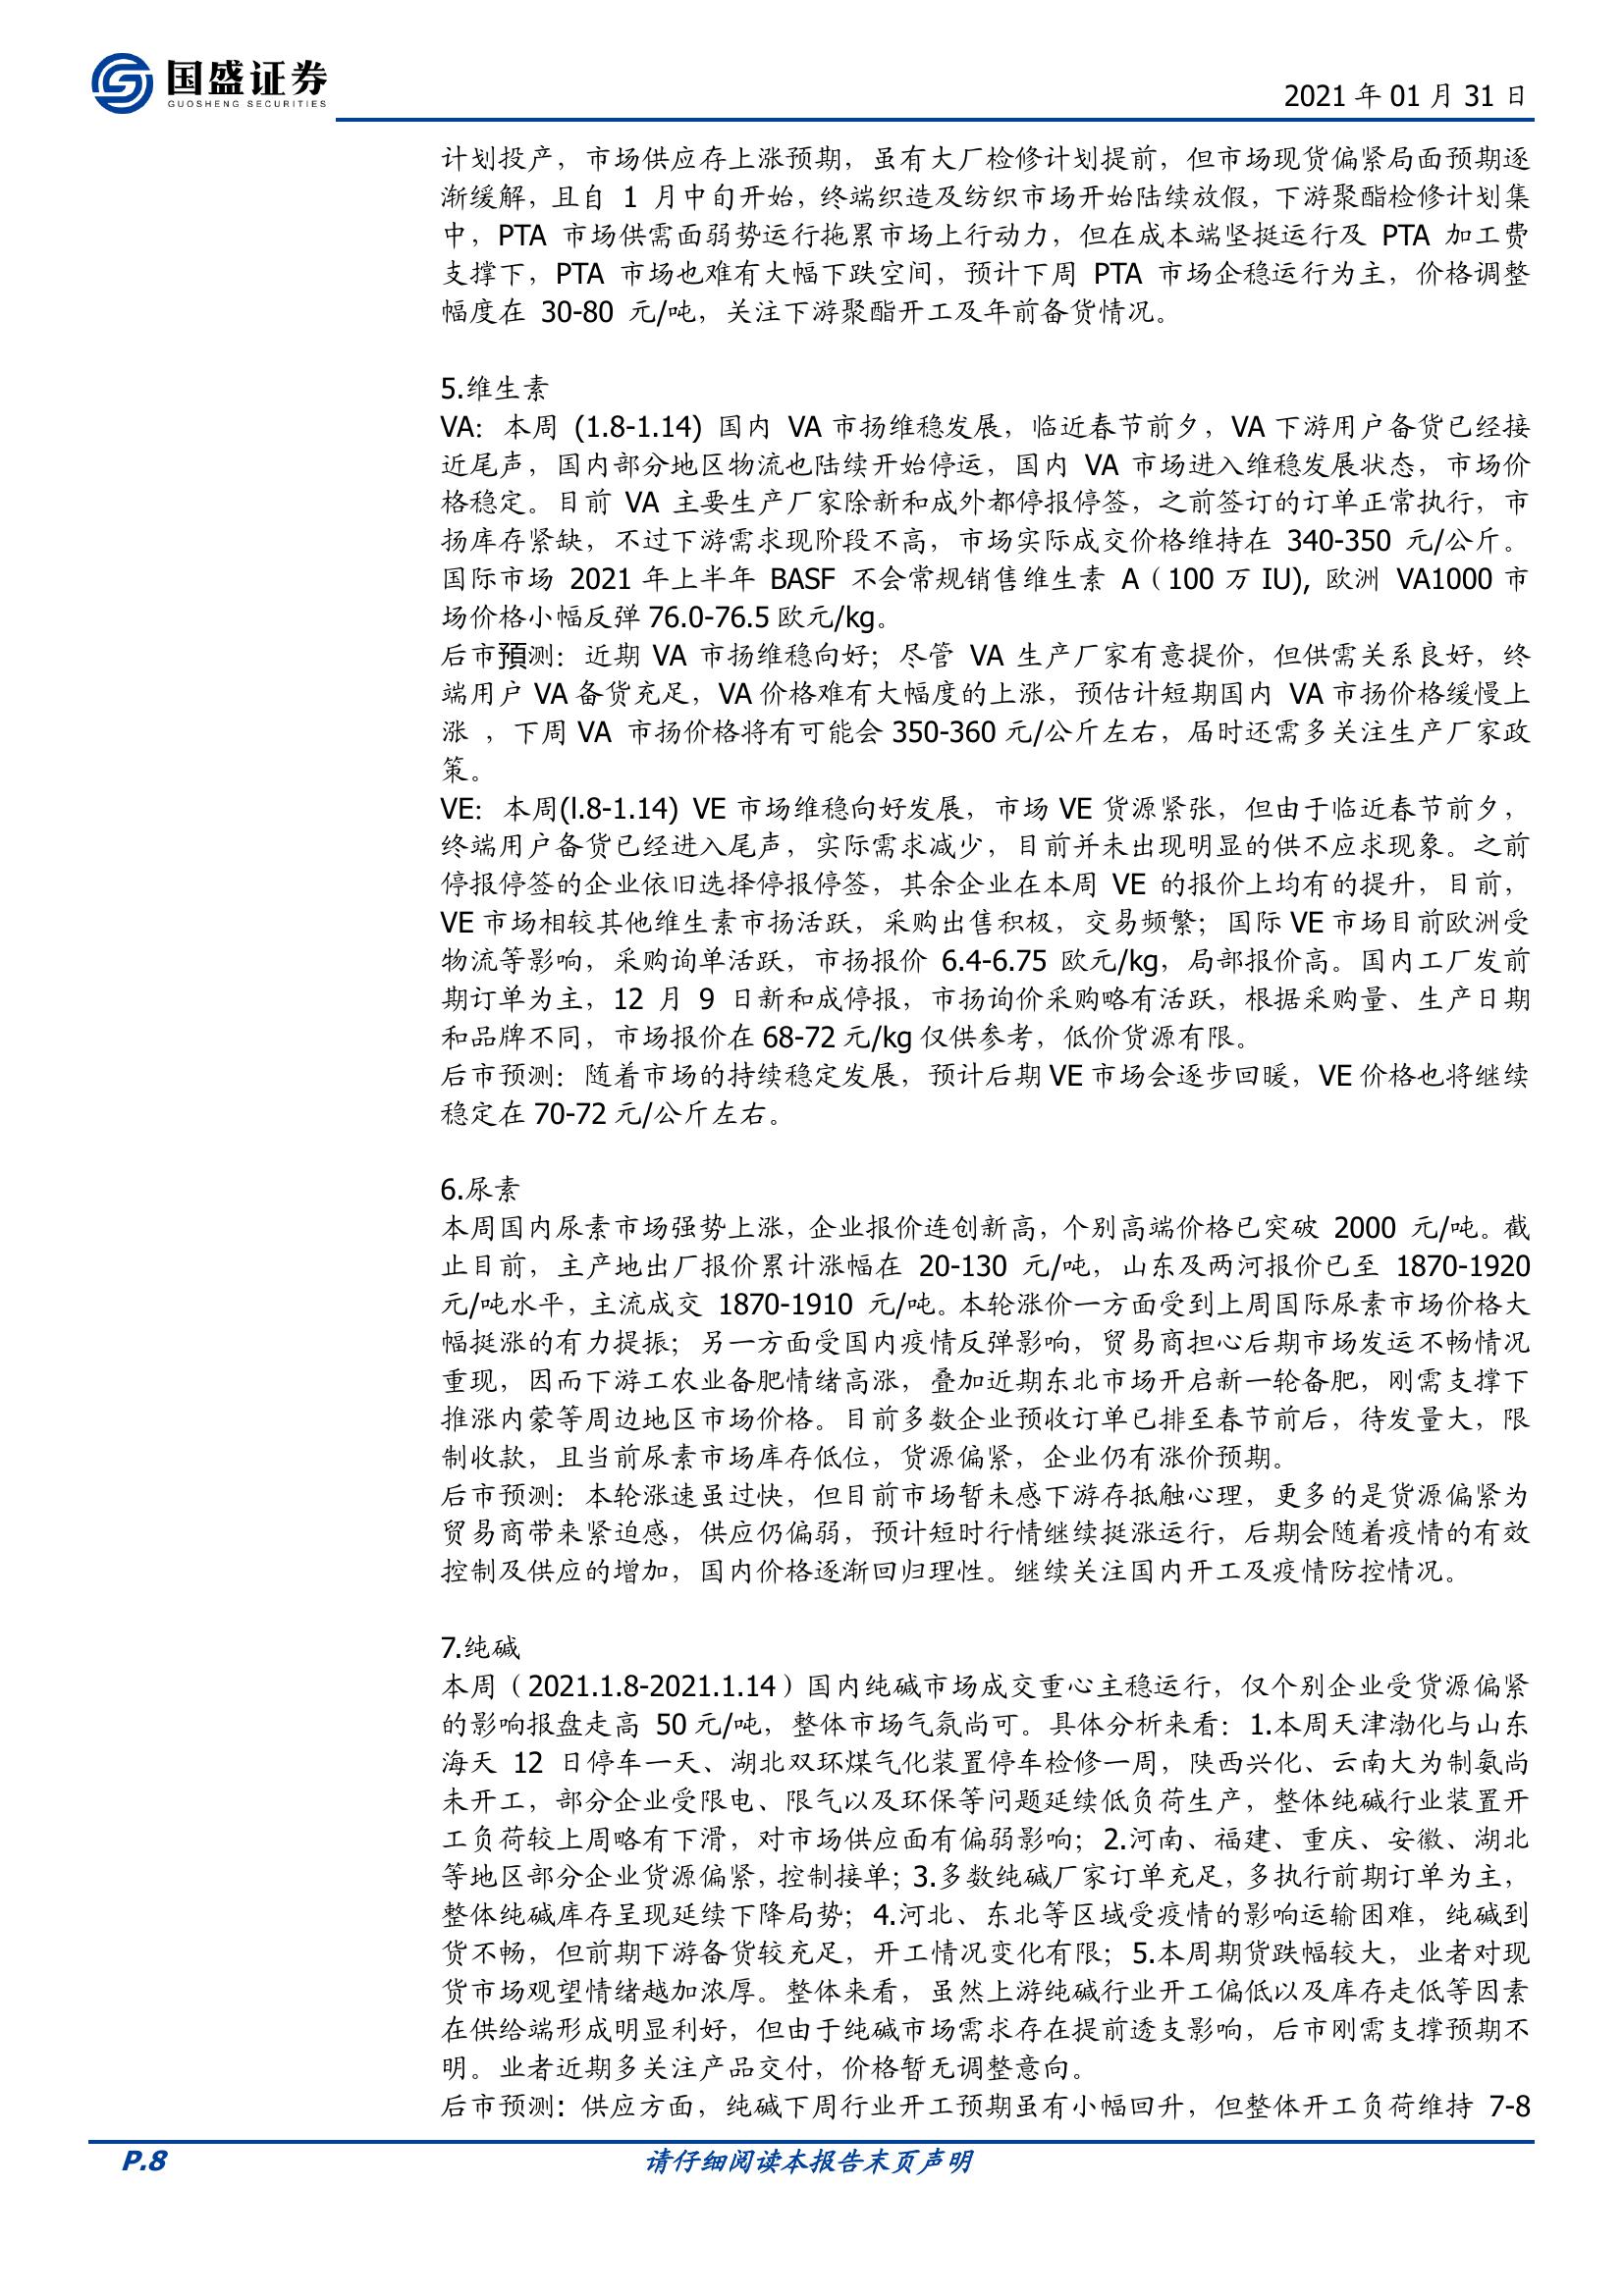 国盛证券
GUOSHENG SECURITIES
2021 年 01 月 31 日
计划投产，市场供应存上涨预期，虽有大厂检修计划提前，但市场现货偏紧局面预期逐
渐缓解，且自 1 月中旬开始，终端织造及纺织市场开始陆续放假，下游聚酯检修计划集
中，PTA 市场供需面弱势运行拖累市场上行动力，但在成本端坚挺运行及 PTA 加工费
支撑下，PTA 市场也难有大幅下跌空间，预计下周 PTA 市场企稳运行为主，价格调整
幅度在 30-80 元/吨，关注下游聚酯开工及年前备货情况。
5.维生素
VA：本周 (1.8-1.14) 国内 VA 市扬维稳发展，临近春节前夕，VA 下游用户备货已经接
近尾声，国内部分地区物流也陆续开始停运，国内 VA 市场进入维稳发展状态，市场价
格稳定。目前 VA 主要生产厂家除新和成外都停报停签，之前签订的订单正常执行，市
扬库存紧缺，不过下游需求现阶段不高，市场实际成交价格维持在 340-350 元/公斤。
国际市场 2021 年上半年 BASF 不会常规销售维生素 A（100 万 IU), 欧洲 VA1000 市
场价格小幅反弹 76.0-76.5 欧元/kg。
后市預测：近期 VA 市扬维稳向好；尽管 VA 生产厂家有意提价，但供需关系良好，终
端用户 VA 备货充足，VA 价格难有大幅度的上涨，预估计短期国内 VA 市扬价格缓慢上
涨 ，下周 VA 市扬价格将有可能会 350-360 元/公斤左右，届时还需多关注生产厂家政
策。
VE：本周(l.8-1.14) VE 市场维稳向好发展，市场 VE 货源紧张，但由于临近春节前夕，
终端用户备货已经进入尾声，实际需求减少，目前并未出现明显的供不应求现象。之前
停报停签的企业依旧选择停报停签，其余企业在本周 VE 的报价上均有的提升，目前，
VE 市场相较其他维生素市扬活跃，采购出售积极，交易频繁；国际 VE 市场目前欧洲受
物流等影响，采购询单活跃，市扬报价 6.4-6.75 欧元/kg，局部报价高。国内工厂发前
期订单为主，12 月 9 日新和成停报，市扬询价采购略有活跃，根据采购量、生产日期
和品牌不同，市场报价在 68-72 元/kg 仅供参考，低价货源有限。
后市预测：随着市场的持续稳定发展，预计后期 VE 市场会逐步回暖，VE 价格也将继续
稳定在 70-72 元/公斤左右。
6.尿素
本周国内尿素市场强势上涨，企业报价连创新高，个别高端价格已突破 2000 元/吨。截
止目前，主产地出厂报价累计涨幅在 20-130 元/吨，山东及两河报价已至 1870-1920
元/吨水平，主流成交 1870-1910 元/吨。本轮涨价一方面受到上周国际尿素市场价格大
幅挺涨的有力提振；另一方面受国内疫情反弹影响，贸易商担心后期市场发运不畅情况
重现，因而下游工农业备肥情绪高涨，叠加近期东北市场开启新一轮备肥，刚需支撑下
推涨内蒙等周边地区市场价格。目前多数企业预收订单已排至春节前后，待发量大，限
制收款，且当前尿素市场库存低位，货源偏紧，企业仍有涨价预期。
后市预测：本轮涨速虽过快，但目前市场暂未感下游存抵触心理，更多的是货源偏紧为
贸易商带来紧迫感，供应仍偏弱，预计短时行情继续挺涨运行，后期会随着疫情的有效
控制及供应的增加，国内价格逐渐回归理性。继续关注国内开工及疫情防控情况。
7.纯碱
本周（2021.1.8-2021.1.14）国内纯碱市场成交重心主稳运行，仅个别企业受货源偏紧
的影响报盘走高 50 元/吨，整体市场气氛尚可。具体分析来看：1.本周天津渤化与山东
海天 12 日停车一天、湖北双环煤气化装置停车检修一周，陕西兴化、云南大为制氨尚
未开工，部分企业受限电、限气以及环保等问题延续低负荷生产，整体纯碱行业装置开
工负荷较上周略有下滑，对市场供应面有偏弱影响；2.河南、福建、重庆、安徽、湖北
等地区部分企业货源偏紧，控制接单；3.多数纯碱厂家订单充足，多执行前期订单为主，
整体纯碱库存呈现延续下降局势；4.河北、东北等区域受疫情的影响运输困难，纯碱到
货不畅，但前期下游备货较充足，开工情况变化有限；5.本周期货跌幅较大，业者对现
货市场观望情绪越加浓厚。整体来看，虽然上游纯碱行业开工偏低以及库存走低等因素
在供给端形成明显利好，但由于纯碱市场需求存在提前透支影响，后市刚需支撑预期不
明。业者近期多关注产品交付，价格暂无调整意向。
后市预测：供应方面，纯碱下周行业开工预期虽有小幅回升，但整体开工负荷维持 7-8
P.8
请仔细阅读本报告末页声明